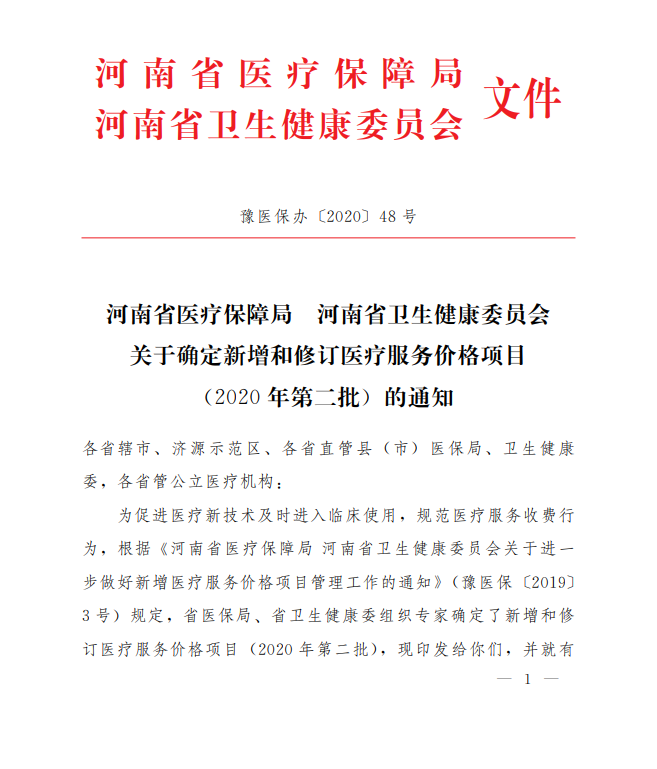 河南省医疗保障局
河南省卫生健康委员会
文件
豫医保办〔2020〕48 号
河南省医疗保障局　河南省卫生健康委员会
关于确定新增和修订医疗服务价格项目
（2020 年第二批）的通知
各省辖市、济源示范区、各省直管县（市）医保局、卫生健康
委，各省管公立医疗机构：
为促进医疗新技术及时进入临床使用，规范医疗服务收费行
为，根据《河南省医疗保障局 河南省卫生健康委员会关于进一
步做好新增医疗服务价格项目管理工作的通知》（豫医保〔2019〕
3 号）规定，省医保局、省卫生健康委组织专家确定了新增和修
订医疗服务价格项目（2020 年第二批），现印发给你们，并就有
— 1 —